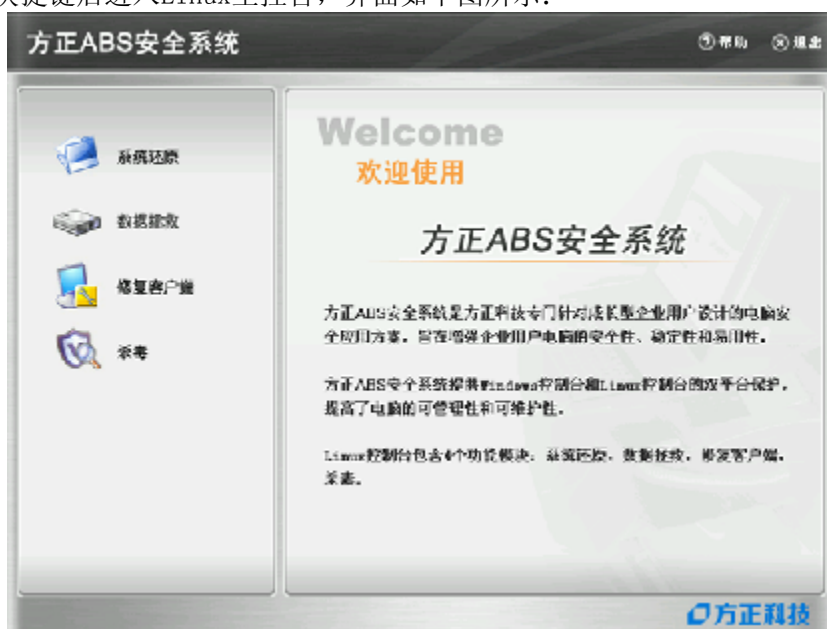 快捷键后进入Linux主控台，界面如下图所示：
方正ABS安全系统
帮助
退出
系统还原
数据拯救
修复客户端
杀毒
Welcome
欢迎使用
方正ABS安全系统
方正ABS安全系统是方正科技专门针对成长型企业用户设计的电脑安
全应用方案。旨在增强企业用户电脑的安全性、稳定性和易用性。
方正ABS安全系统提供Windows控制台和Linux控制台的双平台保护，
提高了电脑的可管理性和可维护性。
Linux控制台包含4个功能模块：系统还原，数据拯救，修复客户端，
杀毒。
方正科技